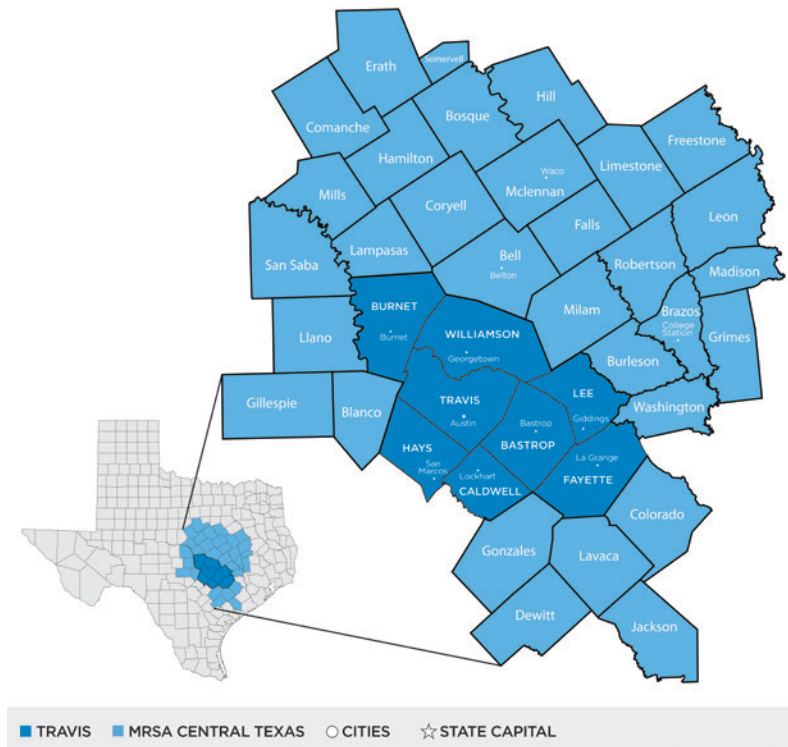 Erath
Somervell
Hill
Bosque
Comanche
Freestone
Hamilton
Limestone
Waco
Mclennan
Mills
Coryell
Leon
Falls
Lampasas
Bell
San Saba
Belton
Robertson
Madison
BURNET
Milam
Brazos
College
Station
Burnet
WILLIAMSON
Llano
Grimes
Georgetown
Burleson
LEE
Gillespie
TRAVIS
Blanco
Washington
Austin
Bastrop
Giddings
HAYS
BASTROP
La Grange
San
Marcos
Lockhart
FAYETTE
CALDWELL
Colorado
Gonzales
Lavaca
Dewitt
Jackson
TRAVIS
MRSA CENTRAL TEXAS
CITIES
STATE CAPITAL